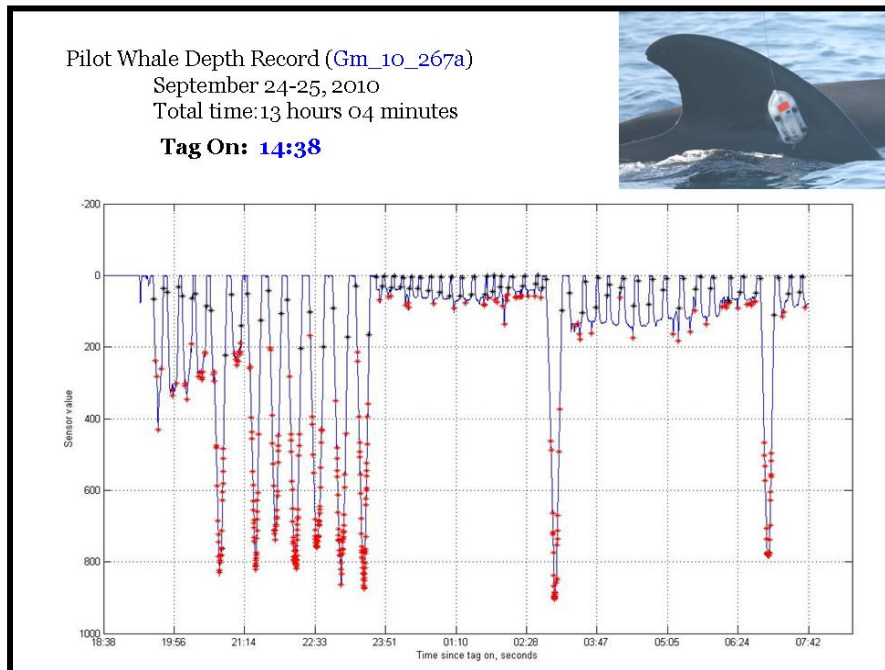 Pilot Whale Depth Record (Gm_10_267a)
September 24-25, 2010
Total time:13 hours 04 minutes
Tag On: 14:38
-200
0
200
400
600
800
1000
Sensor value
18:38 19:56 21:14 22:33 23:51 01:10 02:28 03:47 05:05 06:24 07:42
Time since tag on, seconds